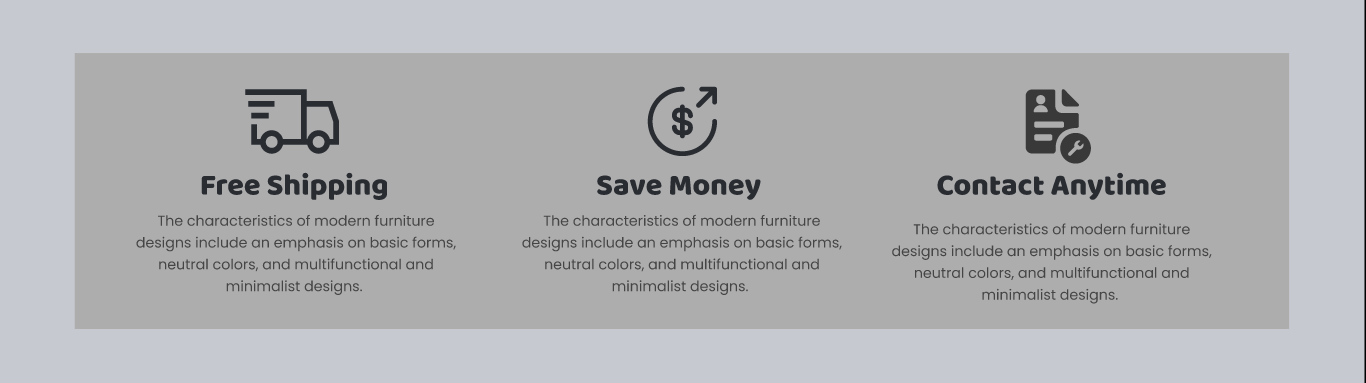 Free Shipping
The characteristics of modern furniture
designs include an emphasis on basic forms,
neutral colors, and multifunctional and
minimalist designs.
$
Save Money
The characteristics of modern furniture
designs include an emphasis on basic forms,
neutral colors, and multifunctional and
minimalist designs.
Contact Anytime
The characteristics of modern furniture
designs include an emphasis on basic forms,
neutral colors, and multifunctional and
minimalist designs.